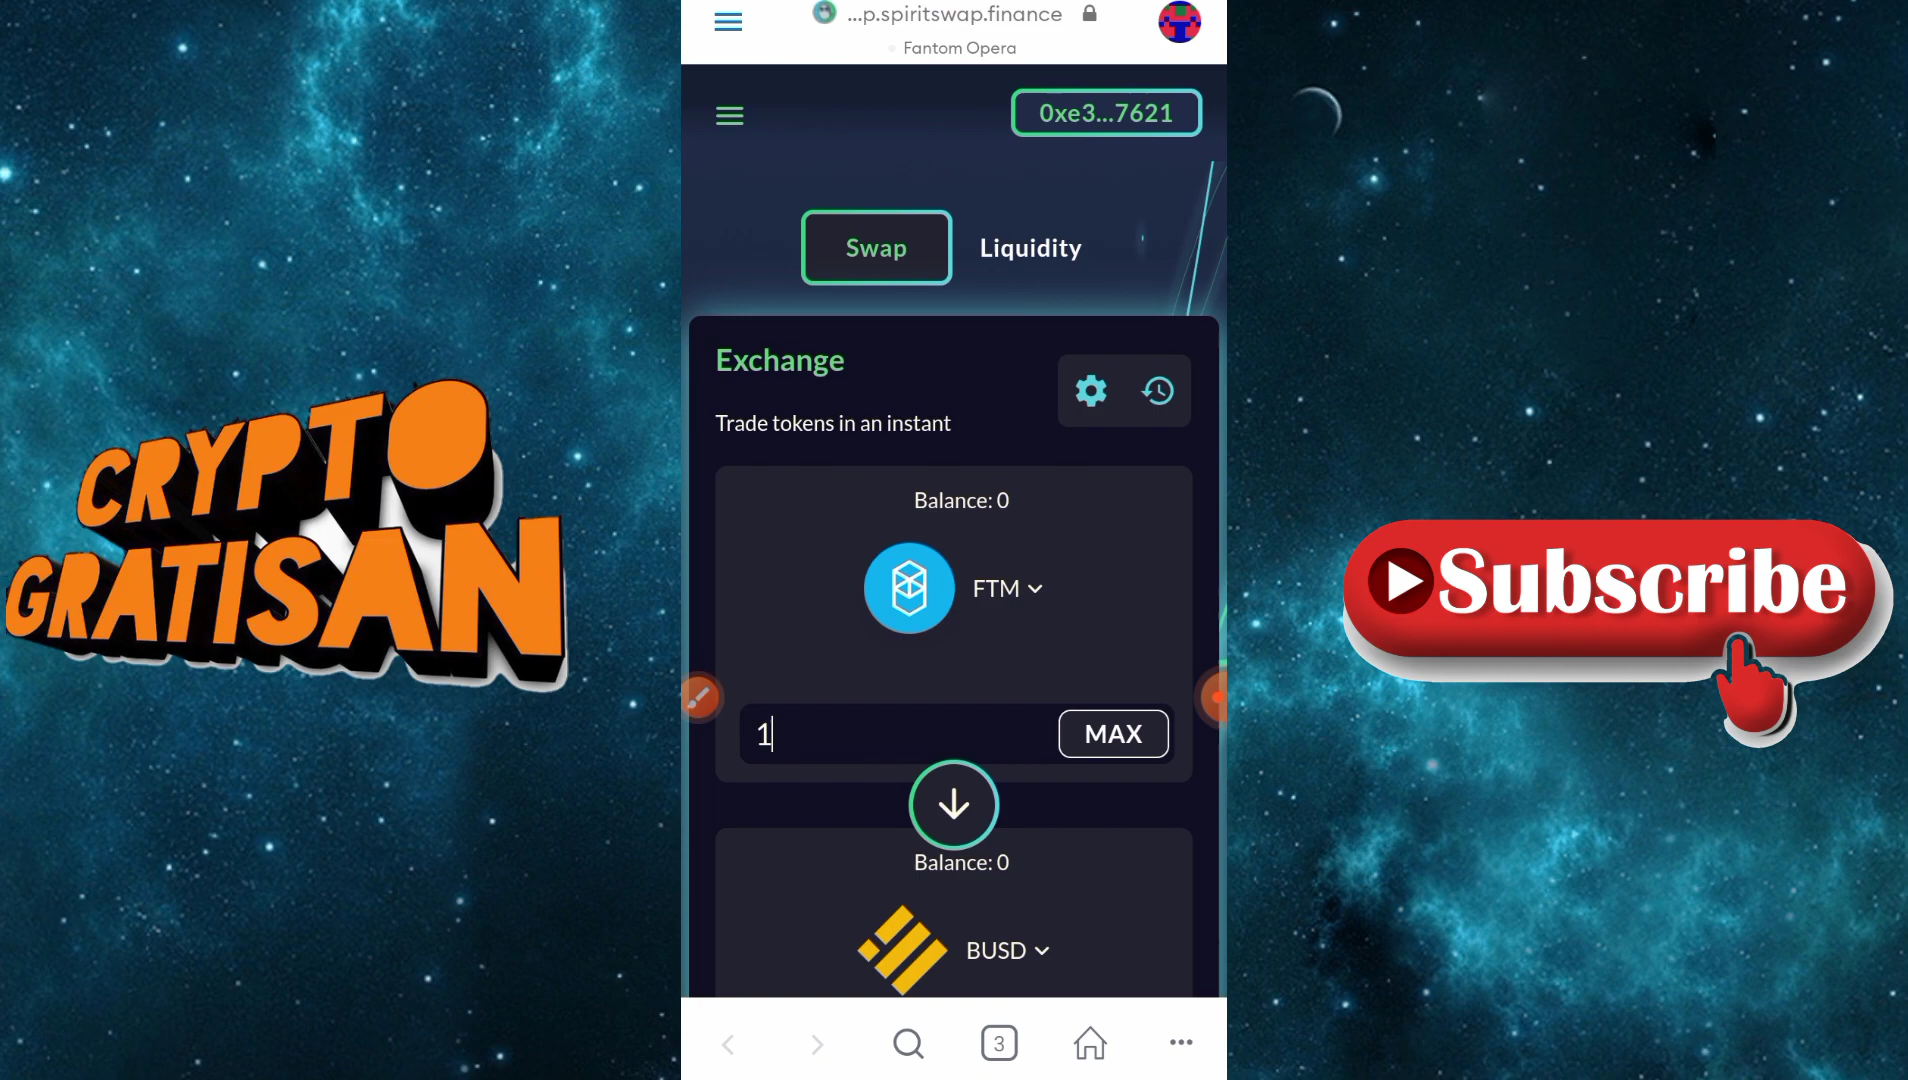 ...p.spiritswap.finance
Fantom Opera
0xe3...7621
Swap
Liquidity
Exchange
Trade tokens in an instant
Balance: 0
FTM
1
MAX
Balance: 0
BUSD
3
CRYPTO
GRATISAN
Subscribe